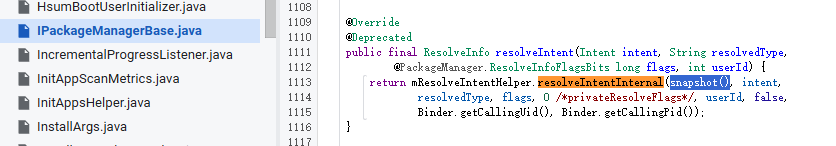 HsumBootUserInitializer.java
IPackageManagerBase.java
IncrementalProgressListener.java
InitAppScanMetrics.java
InitAppsHelper.java
InstallArgs.java
1108
1109 @Override
1110 @Deprecated
1111 public final ResolveInfo resolveIntent(Intent intent, String resolvedType,
1112 @PackageManager.ResolveInfoFlagsBits long flags, int userId) {
1113 return mResolveIntentHelper.resolveIntentInternal(snapshot(), intent,
1114 resolvedType, flags, 0 /*privateResolveFlags*/, userId, false,
1115 Binder.getCallingUid(), Binder.getCallingPid());
1116 }
1117